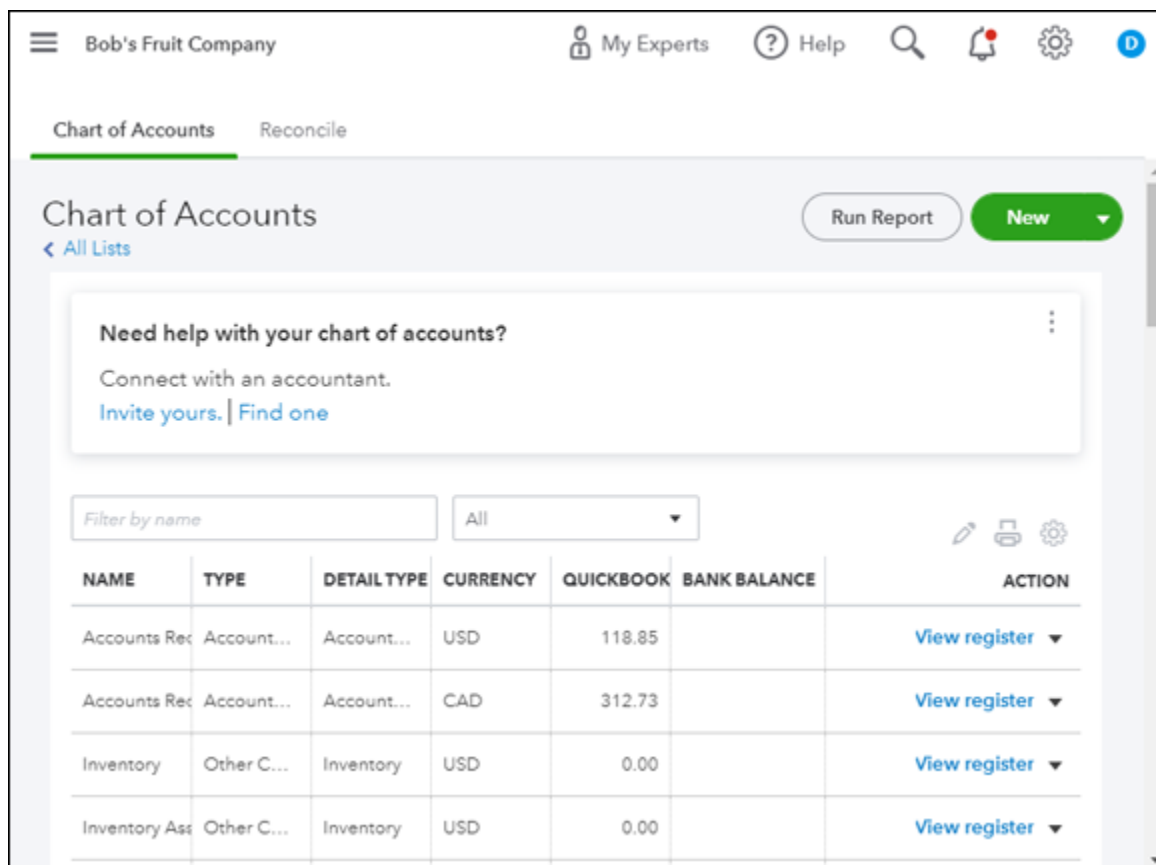 Bob's Fruit Company My Experts ? Help D
Chart of Accounts Reconcile
Chart of Accounts Run Report New
All Lists
Need help with your chart of accounts?
Connect with an accountant.
Invite yours. | Find one
Filter by name All
NAME TYPE DETAIL TYPE CURRENCY QUICKBOOK BANK BALANCE ACTION
Accounts Rec Account... Account... USD 118.85 View register
Accounts Rec Account... Account... CAD 312.73 View register
Inventory Other C... Inventory USD 0.00 View register
Inventory Ass Other C... Inventory USD 0.00 View register